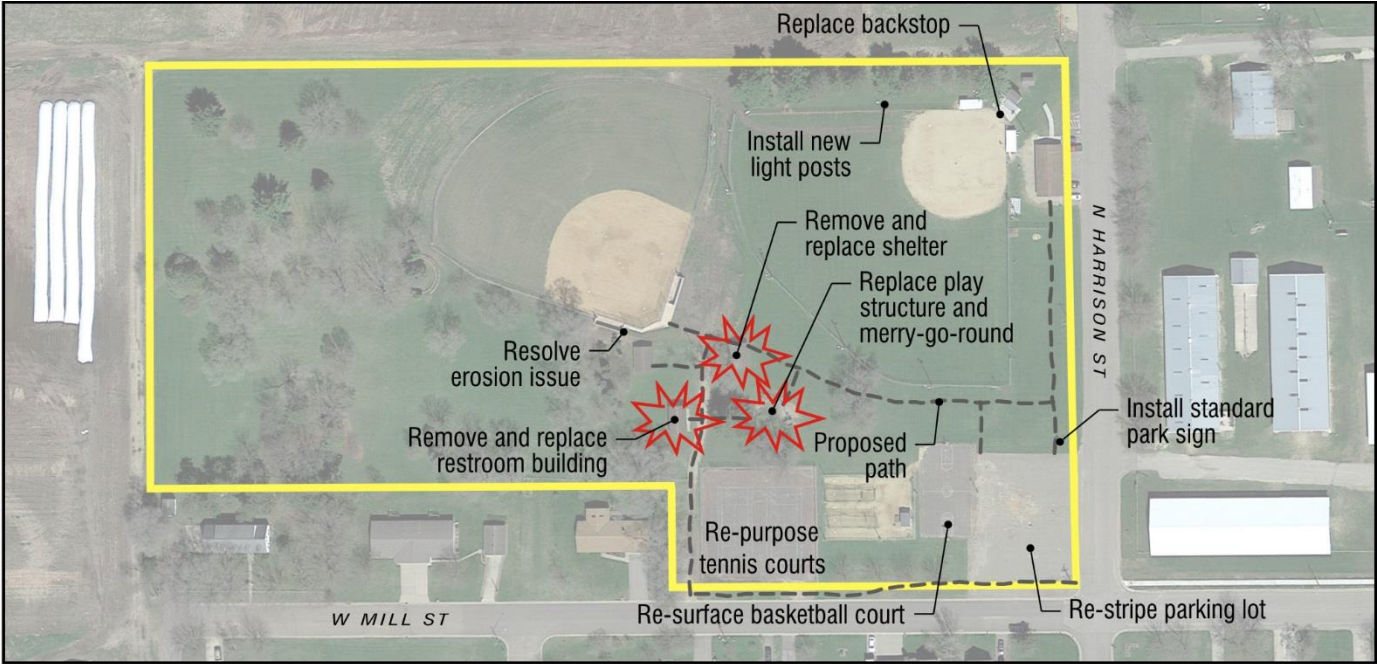 Replace backstop
Install new
light posts
Remove and
replace shelter
Replace play
structure and
merry-go-round
N HARRISON ST
Resolve
erosion issue
Install standard
park sign
Remove and replace
restroom building
Proposed
path
Re-purpose
tennis courts
Re-surface basketball court
Re-stripe parking lot
W MILL ST